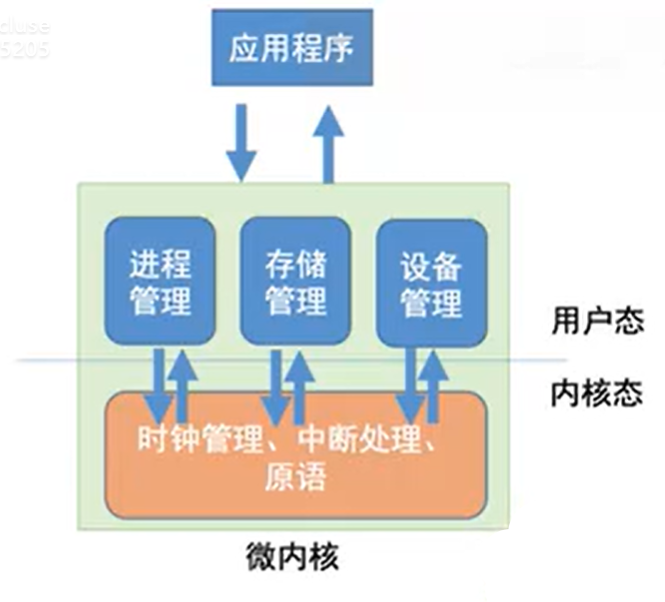 5205
应用程序
进程
管理
存储
管理
设备
管理
用户态
内核态
时钟管理、中断处理、
原语
微内核